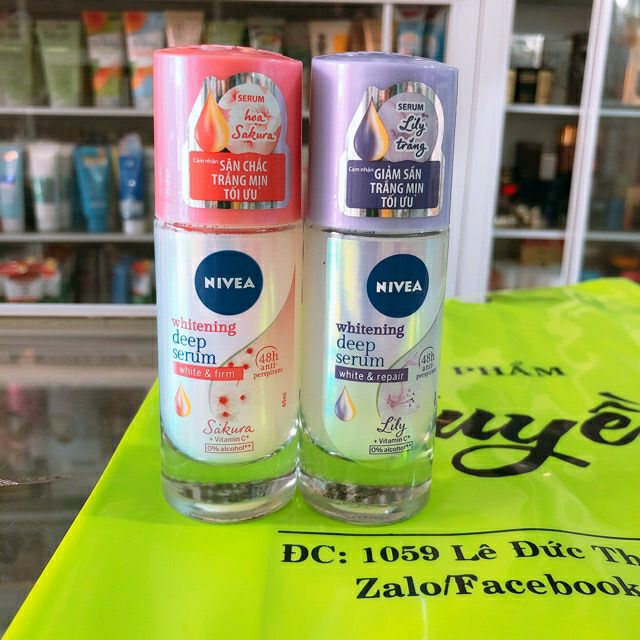 SERUM
hoa
Sakura
Cảm nhận
SĂN CHẮC
TRẮNG MỊN
TỐI ƯU
NIVEA
whitening
deep
serum
white & firm
48h
anti-
perspirant
Sakura
+ Vitamin C+
0% alcohol**
40ml
SERUM
Lily
trắng
Cảm nhận
GIẢM SẦN
TRẮNG MỊN
TỐI ƯU
NIVEA
whitening
deep
serum
white & repair
48h
anti-
perspirant
Lily
+ Vitamin C+
0% alcohol**
PHẨM
ĐC: 1059 Lê Đức Th
Zalo/Facebook